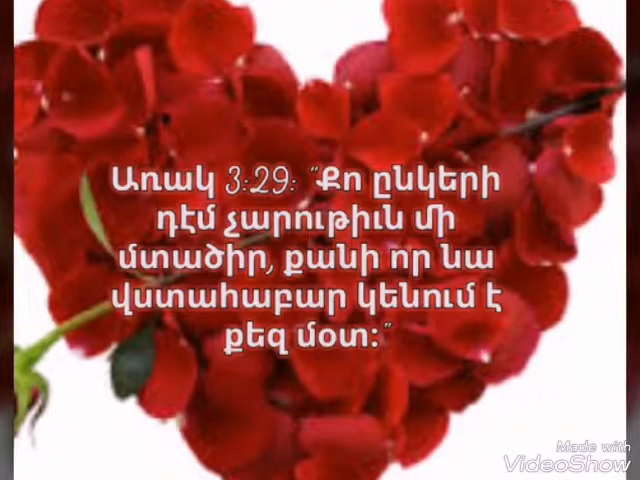 Առակ 3:29: "Քո ընկերի
դէմ չարութիւն մի
մտածիր, քանի որ նա
վստահաբար կենում է
քեզ մօտ:"
Made with
VideoShow